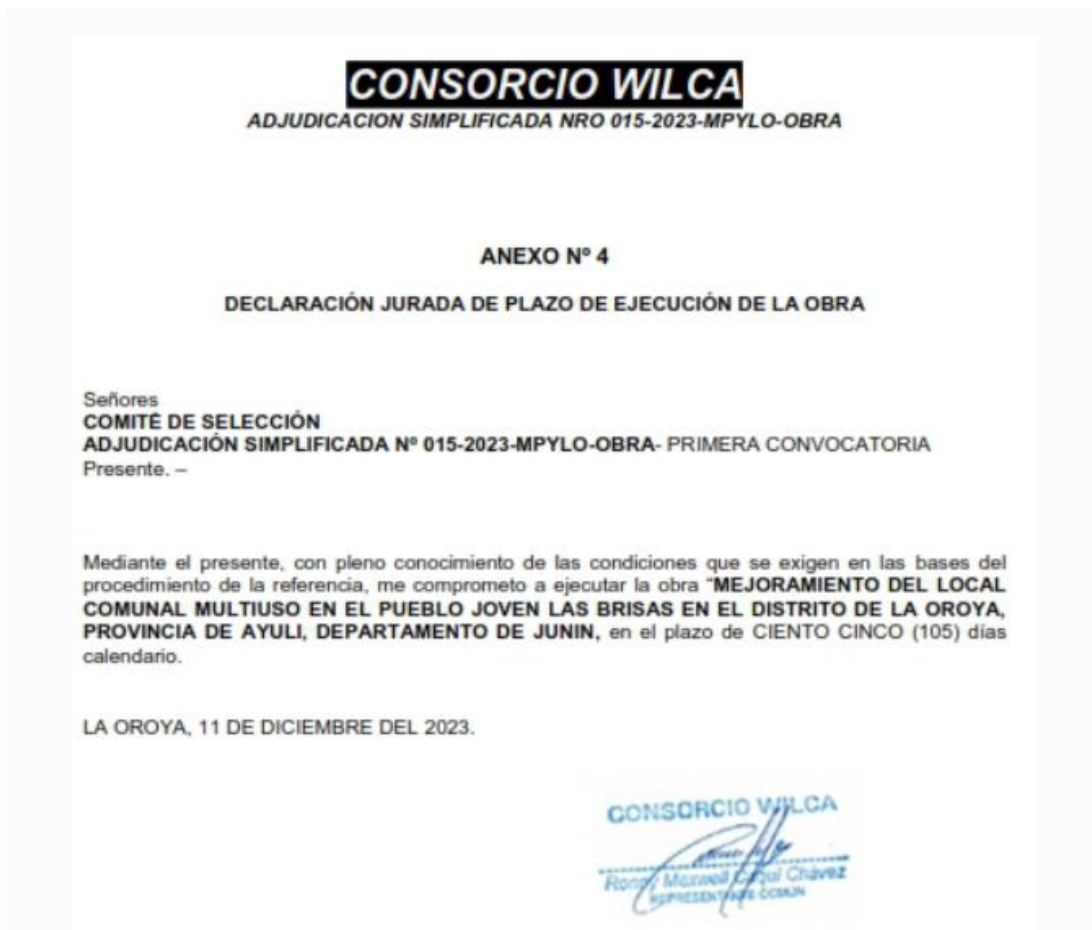 CONSORCIO WILCA
ADJUDICACION SIMPLIFICADA NRO 015-2023-MPYLO-OBRA
ANEXO Nº 4
DECLARACIÓN JURADA DE PLAZO DE EJECUCIÓN DE LA OBRA
Señores
COMITÉ DE SELECCIÓN
ADJUDICACIÓN SIMPLIFICADA Nº 015-2023-MPYLO-OBRA- PRIMERA CONVOCATORIA
Presente. –
Mediante el presente, con pleno conocimiento de las condiciones que se exigen en las bases del
procedimiento de la referencia, me comprometo a ejecutar la obra "MEJORAMIENTO DEL LOCAL
COMUNAL MULTIUSO EN EL PUEBLO JOVEN LAS BRISAS EN EL DISTRITO DE LA OROYA,
PROVINCIA DE AYULI, DEPARTAMENTO DE JUNIN, en el plazo de CIENTO CINCO (105) días
calendario.
LA OROYA, 11 DE DICIEMBRE DEL 2023.
CONSORCIO WILCA
Ronny Maxwell Caqui Chávez
REPRESENTANTE COMÚN